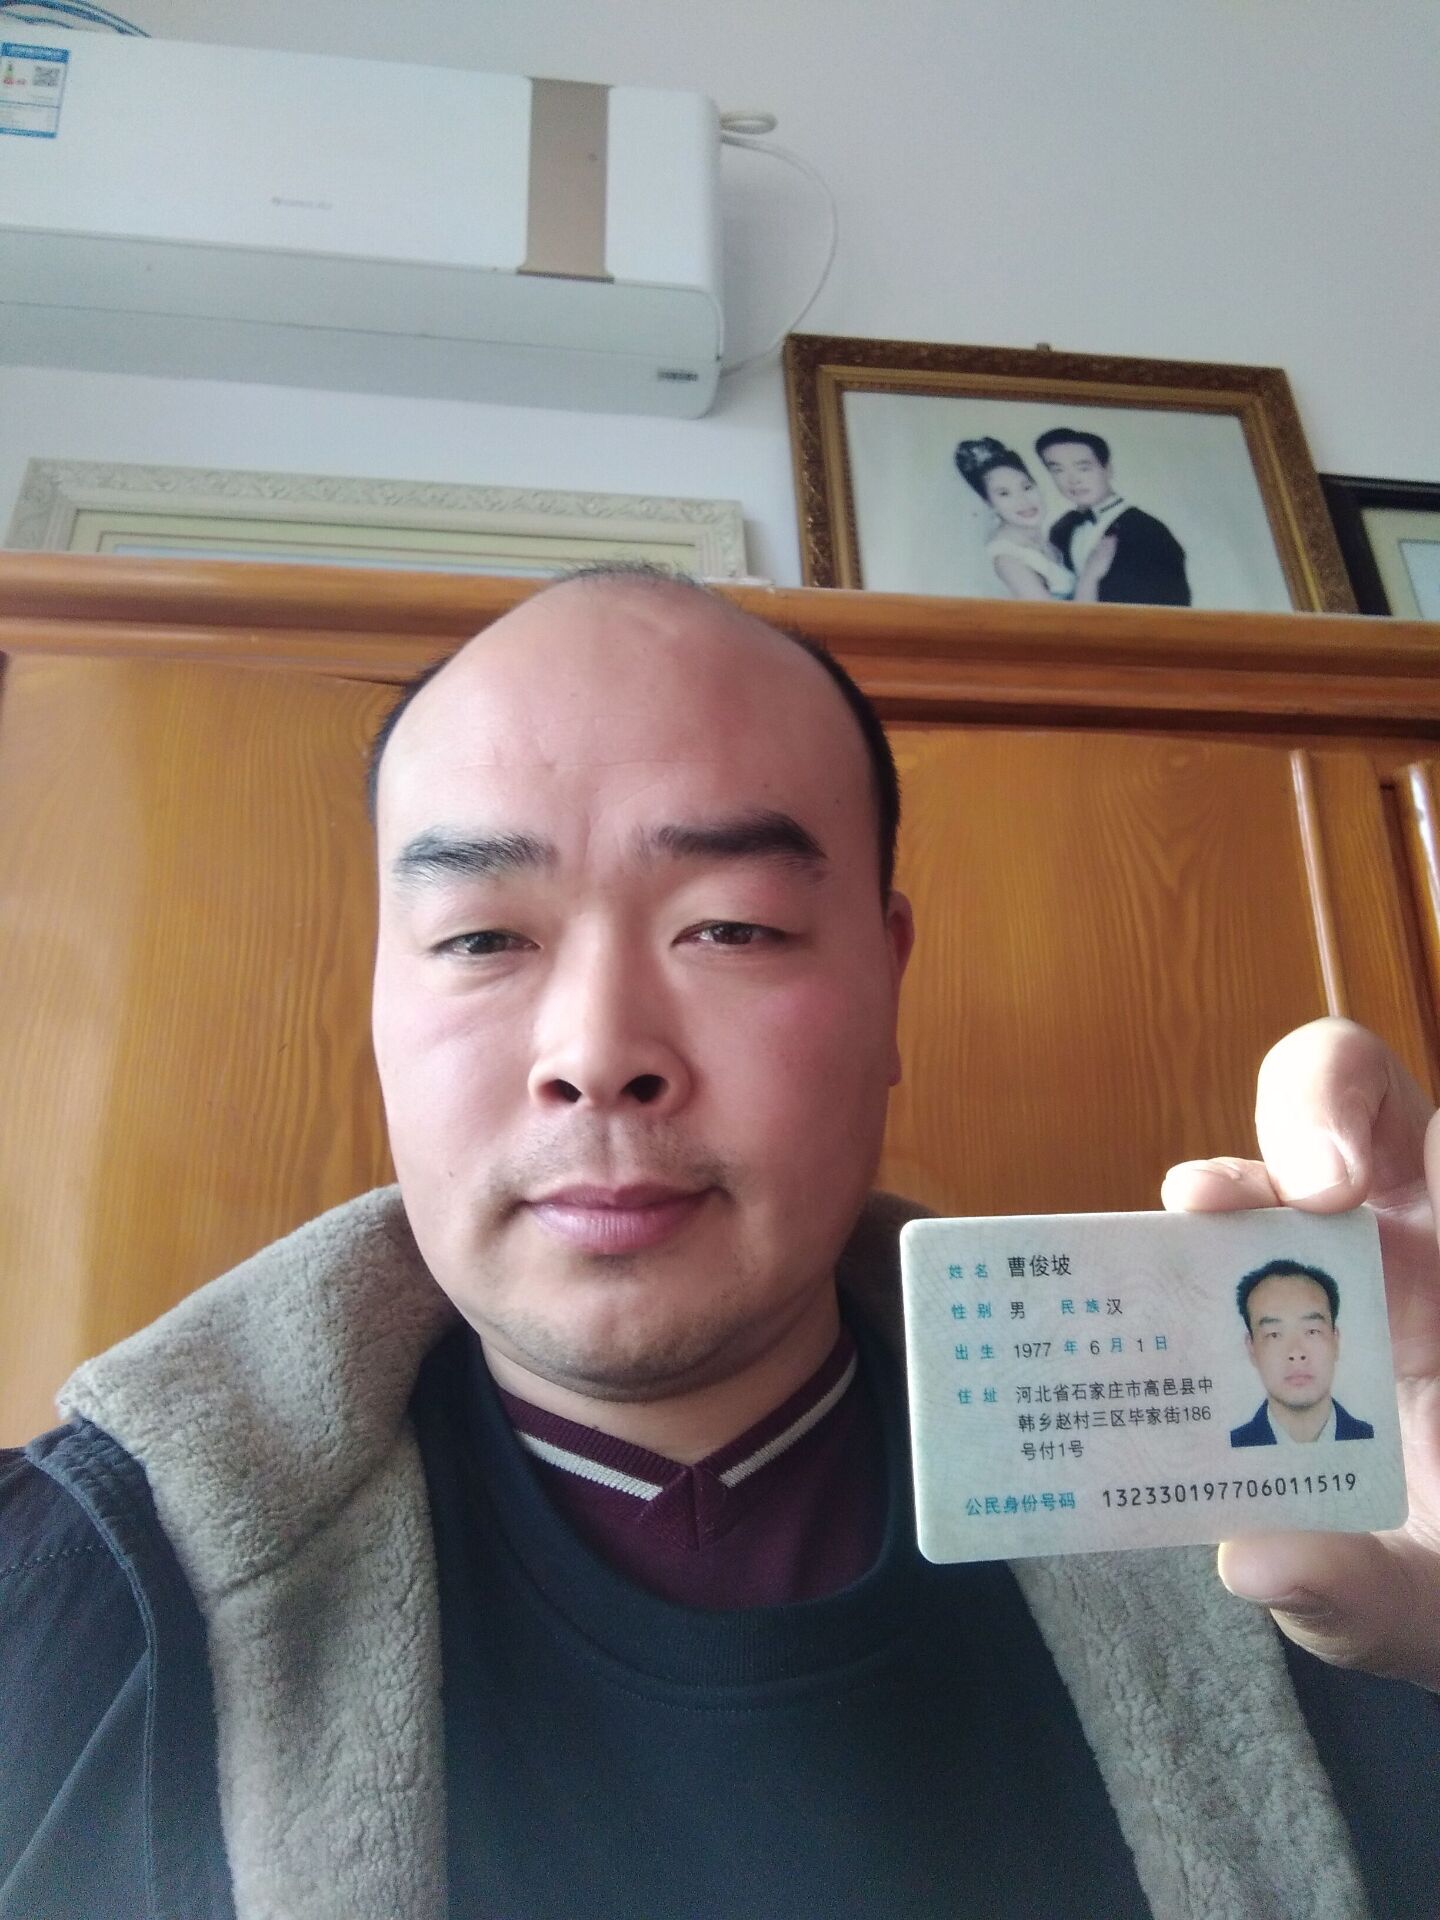 姓名 曹俊坡
性别 男 民族 汉
出生 1977 年 6 月 1 日
住址 河北省石家庄市高邑县中
韩乡赵村三区毕家街186
号付1号
公民身份号码 132330197706011519